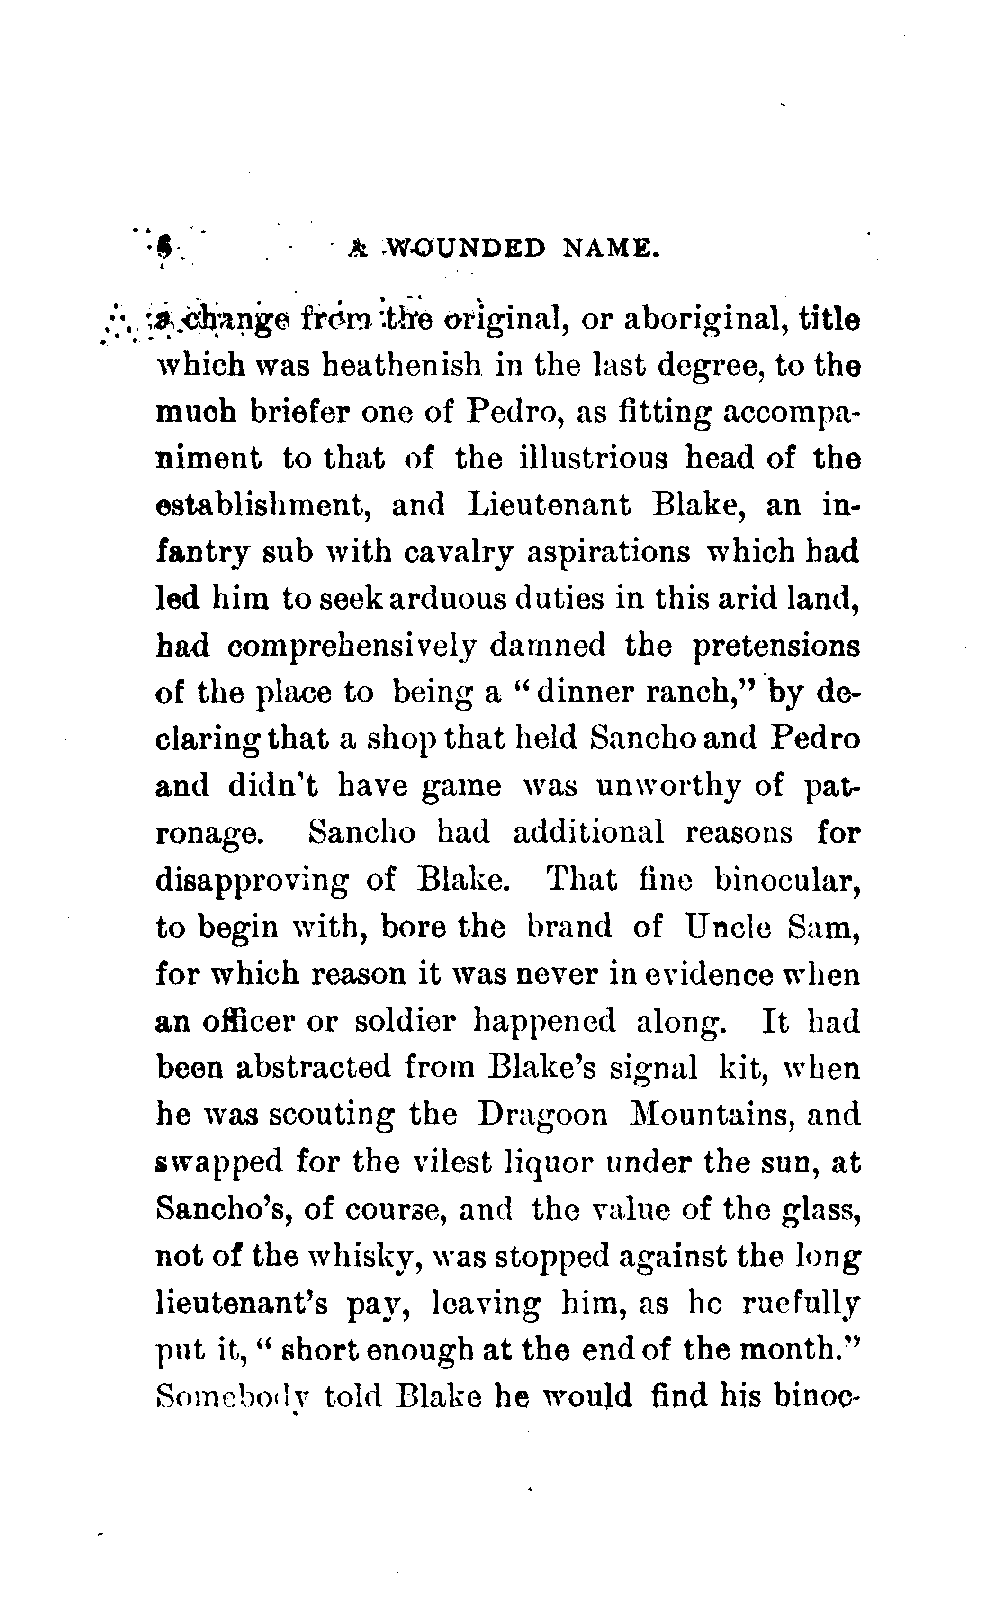 6 A WOUNDED NAME.
a change from the original, or aboriginal, title
which was heathenish in the last degree, to the
much briefer one of Pedro, as fitting accompa-
niment to that of the illustrious head of the
establishment, and Lieutenant Blake, an in-
fantry sub with cavalry aspirations which had
led him to seek arduous duties in this arid land,
had comprehensively damned the pretensions
of the place to being a “dinner ranch,” by de-
claring that a shop that held Sancho and Pedro
and didn't have game was unworthy of pat-
ronage. Sancho had additional reasons for
disapproving of Blake. That fine binocular,
to begin with, bore the brand of Uncle Sam,
for which reason it was never in evidence when
an officer or soldier happened along. It had
been abstracted from Blake's signal kit, when
he was scouting the Dragoon Mountains, and
swapped for the vilest liquor under the sun, at
Sancho's, of course, and the value of the glass,
not of the whisky, was stopped against the long
lieutenant's pay, leaving him, as he ruefully
put it, “short enough at the end of the month.”
Somebody told Blake he would find his binoc-